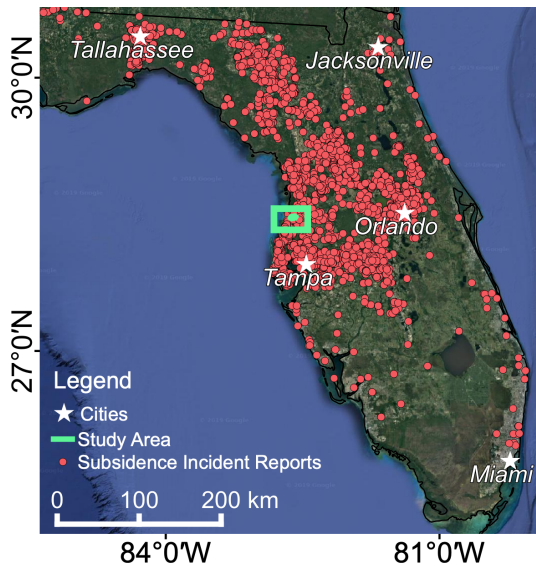 Tallahassee
Jacksonville
30°0'N
Orlando
Tampa
27°0'N
Legend
Cities
Study Area
Subsidence Incident Reports
Miami
0 100 200 km
84°0'W 81°0'W